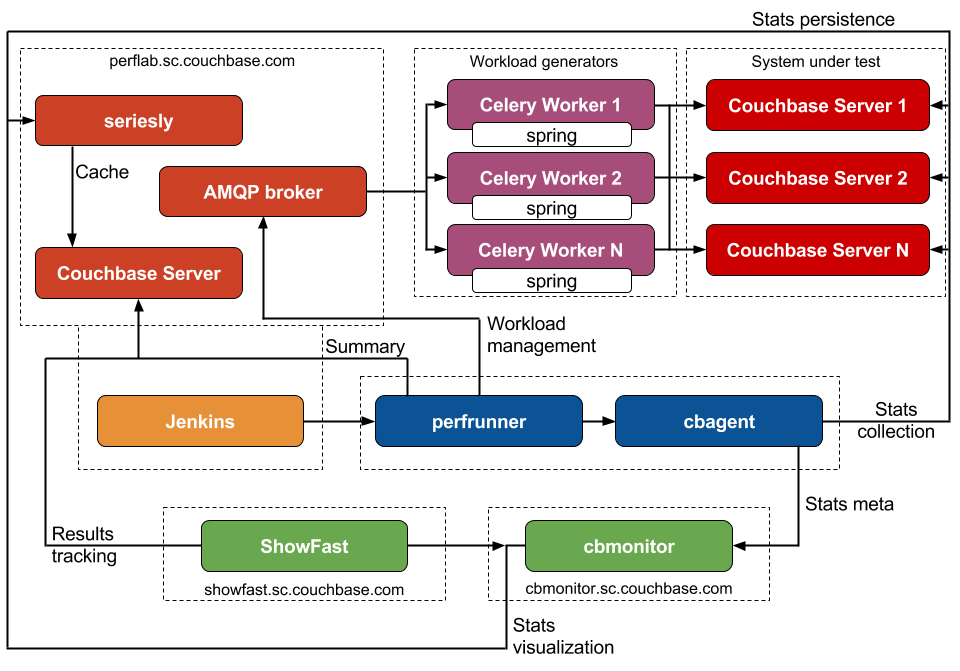 Stats persistence
perflab.sc.couchbase.com
Workload generators
System under test
seriesly
Celery Worker 1
spring
Couchbase Server 1
Cache
AMQP broker
Celery Worker 2
spring
Couchbase Server 2
Couchbase Server
Celery Worker N
spring
Couchbase Server N
Workload
management
Summary
Jenkins
perfrunner
cbagent
Stats
collection
Stats meta
Results
tracking
ShowFast
cbmonitor
showfast.sc.couchbase.com
cbmonitor.sc.couchbase.com
Stats
visualization